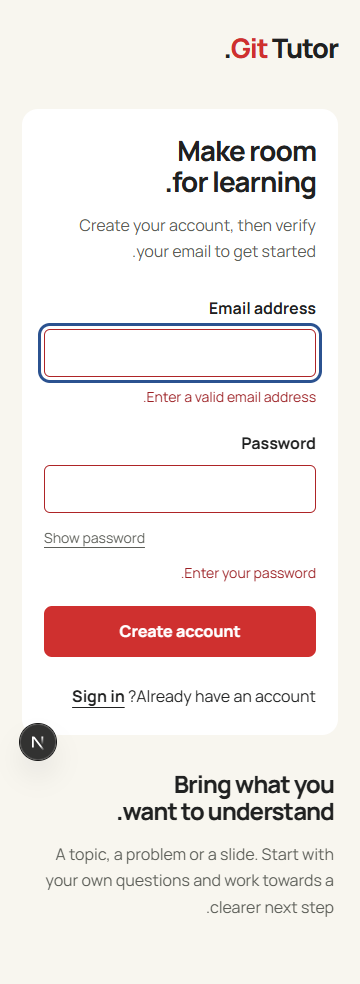 .Git Tutor
Make room
.for learning
Create your account, then verify
.your email to get started
Email address
.Enter a valid email address
Password
Show password
.Enter your password
Create account
Sign in ?Already have an account
N
Bring what you
.want to understand
A topic, a problem or a slide. Start with
your own questions and work towards a
.clearer next step